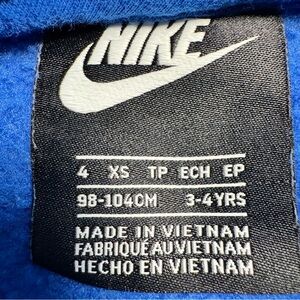 NIKE
4 XS TP ECH EP
98-104CM 3-4YRS
MADE IN VIETNAM
FABRIQUÉ AU VIETNAM
HECHO EN VIETNAM